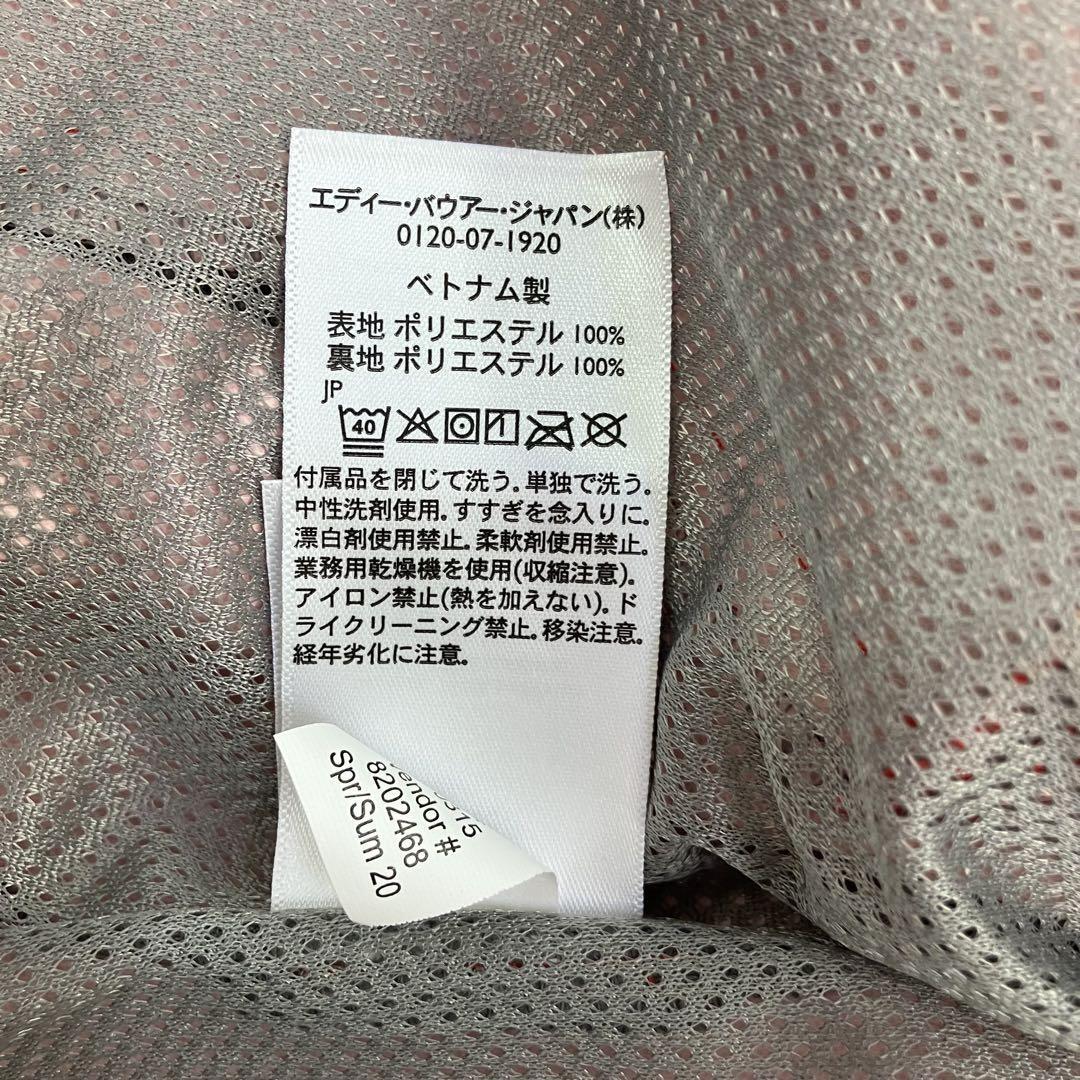 エディー・バウアー・ジャパン(株)
0120-07-1920
ベトナム製
表地 ポリエステル 100%
裏地 ポリエステル 100%
JP
40
付属品を閉じて洗う。単独で洗う。
中性洗剤使用。すすぎを念入りに。
漂白剤使用禁止。柔軟剤使用禁止。
業務用乾燥機を使用(収縮注意)。
アイロン禁止(熱を加えない)。ド
ライクリーニング禁止。移染注意。
経年劣化に注意。
#
8202468
Spr/Sum 20